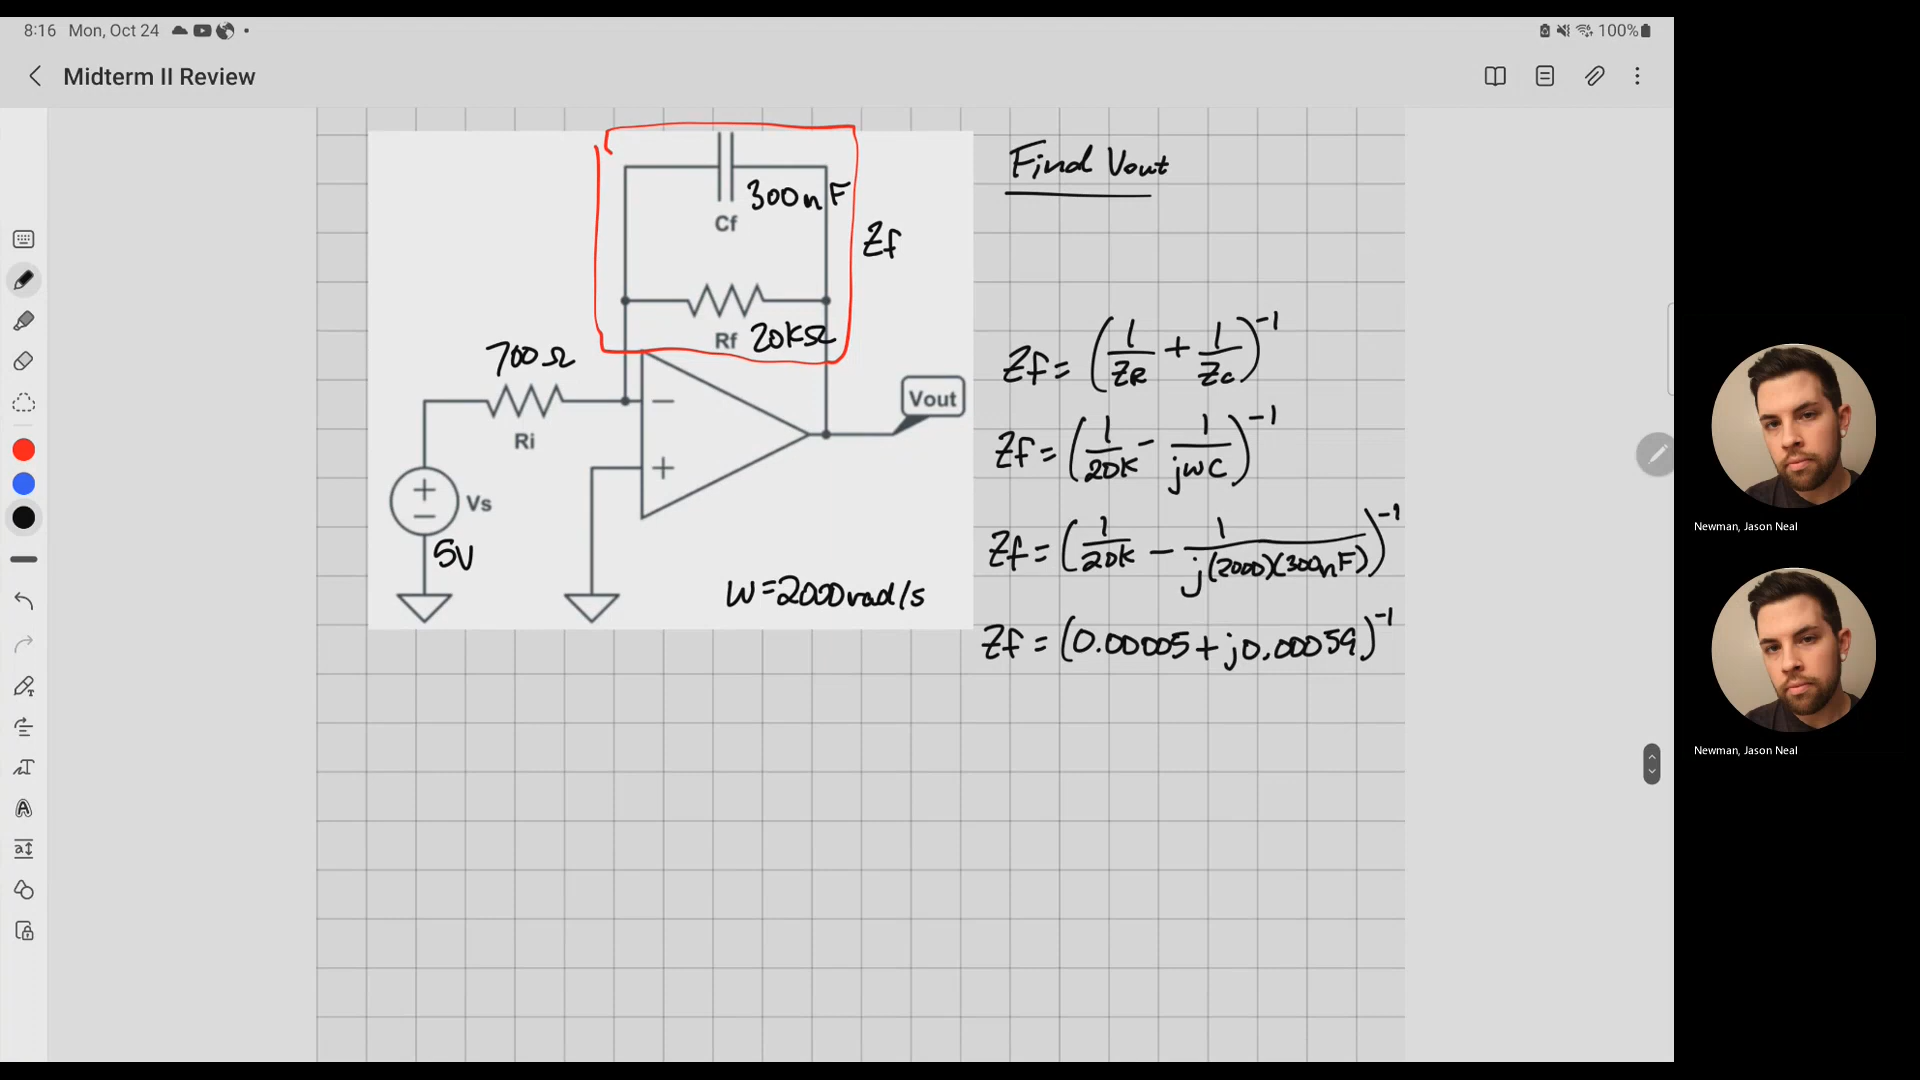 8:16 Mon, Oct 24 100%
Midterm II Review
300nF
Cf
Zf
Rf 20KΩ
700Ω
Ri
Vout
Vs
5V
W=2000rad/s
Find Vout
Zf = (1/ZR + 1/ZC)^-1
Zf = (1/20K - 1/jWC)^-1
Zf = (1/20K - 1/j(2000)(300nF))^-1
Zf = (0.00005 + j0.00059)^-1
Newman, Jason Neal
Newman, Jason Neal